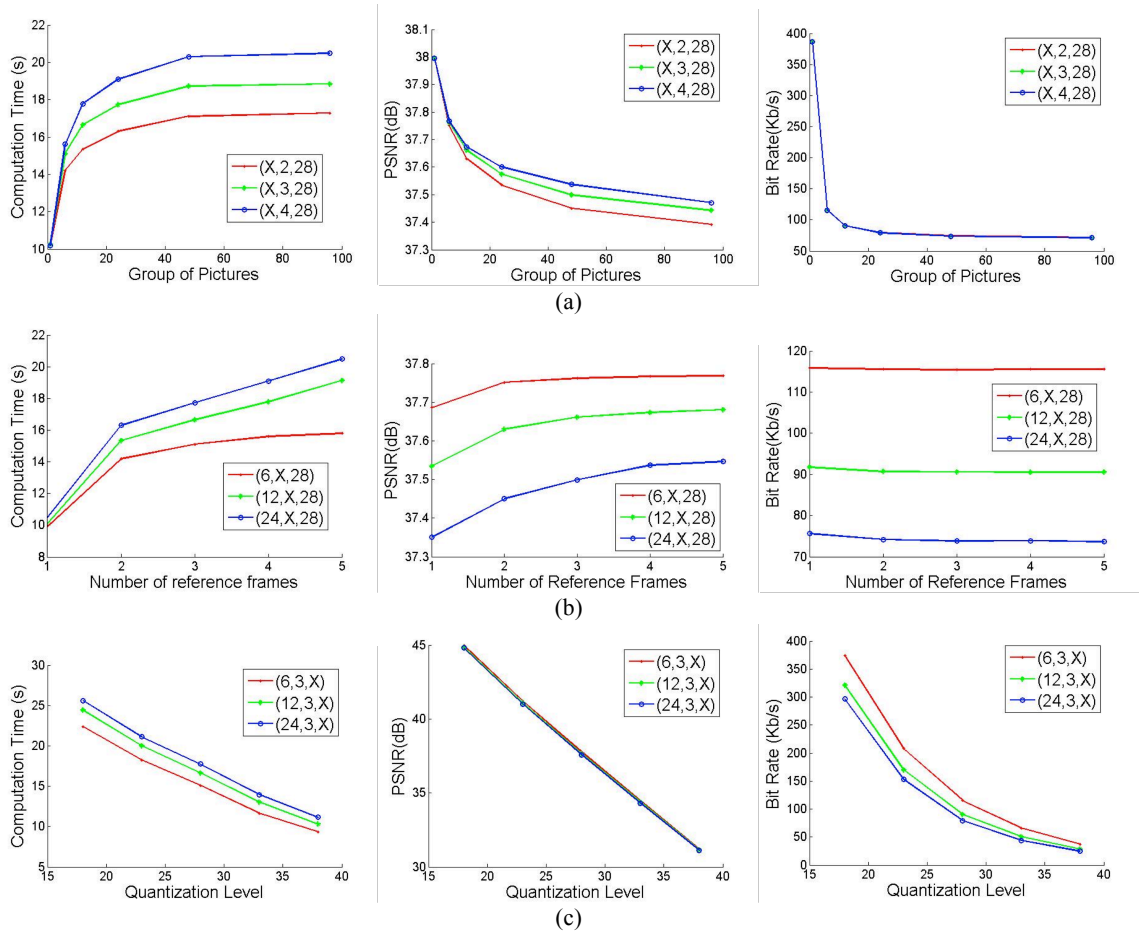 Computation Time (s)
22
20
18
16
14
12
10
0 20 40 60 80 100
Group of Pictures
(X,2,28)
(X,3,28)
(X,4,28)
PSNR(dB)
38.1
38
37.9
37.8
37.7
37.6
37.5
37.4
37.3
0 20 40 60 80 100
Group of Pictures
(X,2,28)
(X,3,28)
(X,4,28)
Bit Rate(Kb/s)
400
350
300
250
200
150
100
50
0 20 40 60 80 100
Group of Pictures
(X,2,28)
(X,3,28)
(X,4,28)
(a)
Computation Time (s)
22
20
18
16
14
12
10
8
1 2 3 4 5
Number of reference frames
(6,X,28)
(12,X,28)
(24,X,28)
PSNR(dB)
37.8
37.7
37.6
37.5
37.4
37.3
1 2 3 4 5
Number of Reference Frames
(6,X,28)
(12,X,28)
(24,X,28)
Bit Rate(Kb/s)
120
110
100
90
80
70
1 2 3 4 5
Number of Reference Frames
(6,X,28)
(12,X,28)
(24,X,28)
(b)
Computation Time (s)
30
25
20
15
10
5
15 20 25 30 35 40
Quantization Level
(6,3,X)
(12,3,X)
(24,3,X)
PSNR(dB)
45
40
35
30
15 20 25 30 35 40
Quantization Level
(6,3,X)
(12,3,X)
(24,3,X)
Bit Rate (Kb/s)
400
350
300
250
200
150
100
50
0
15 20 25 30 35 40
Quantization Level
(6,3,X)
(12,3,X)
(24,3,X)
(c)